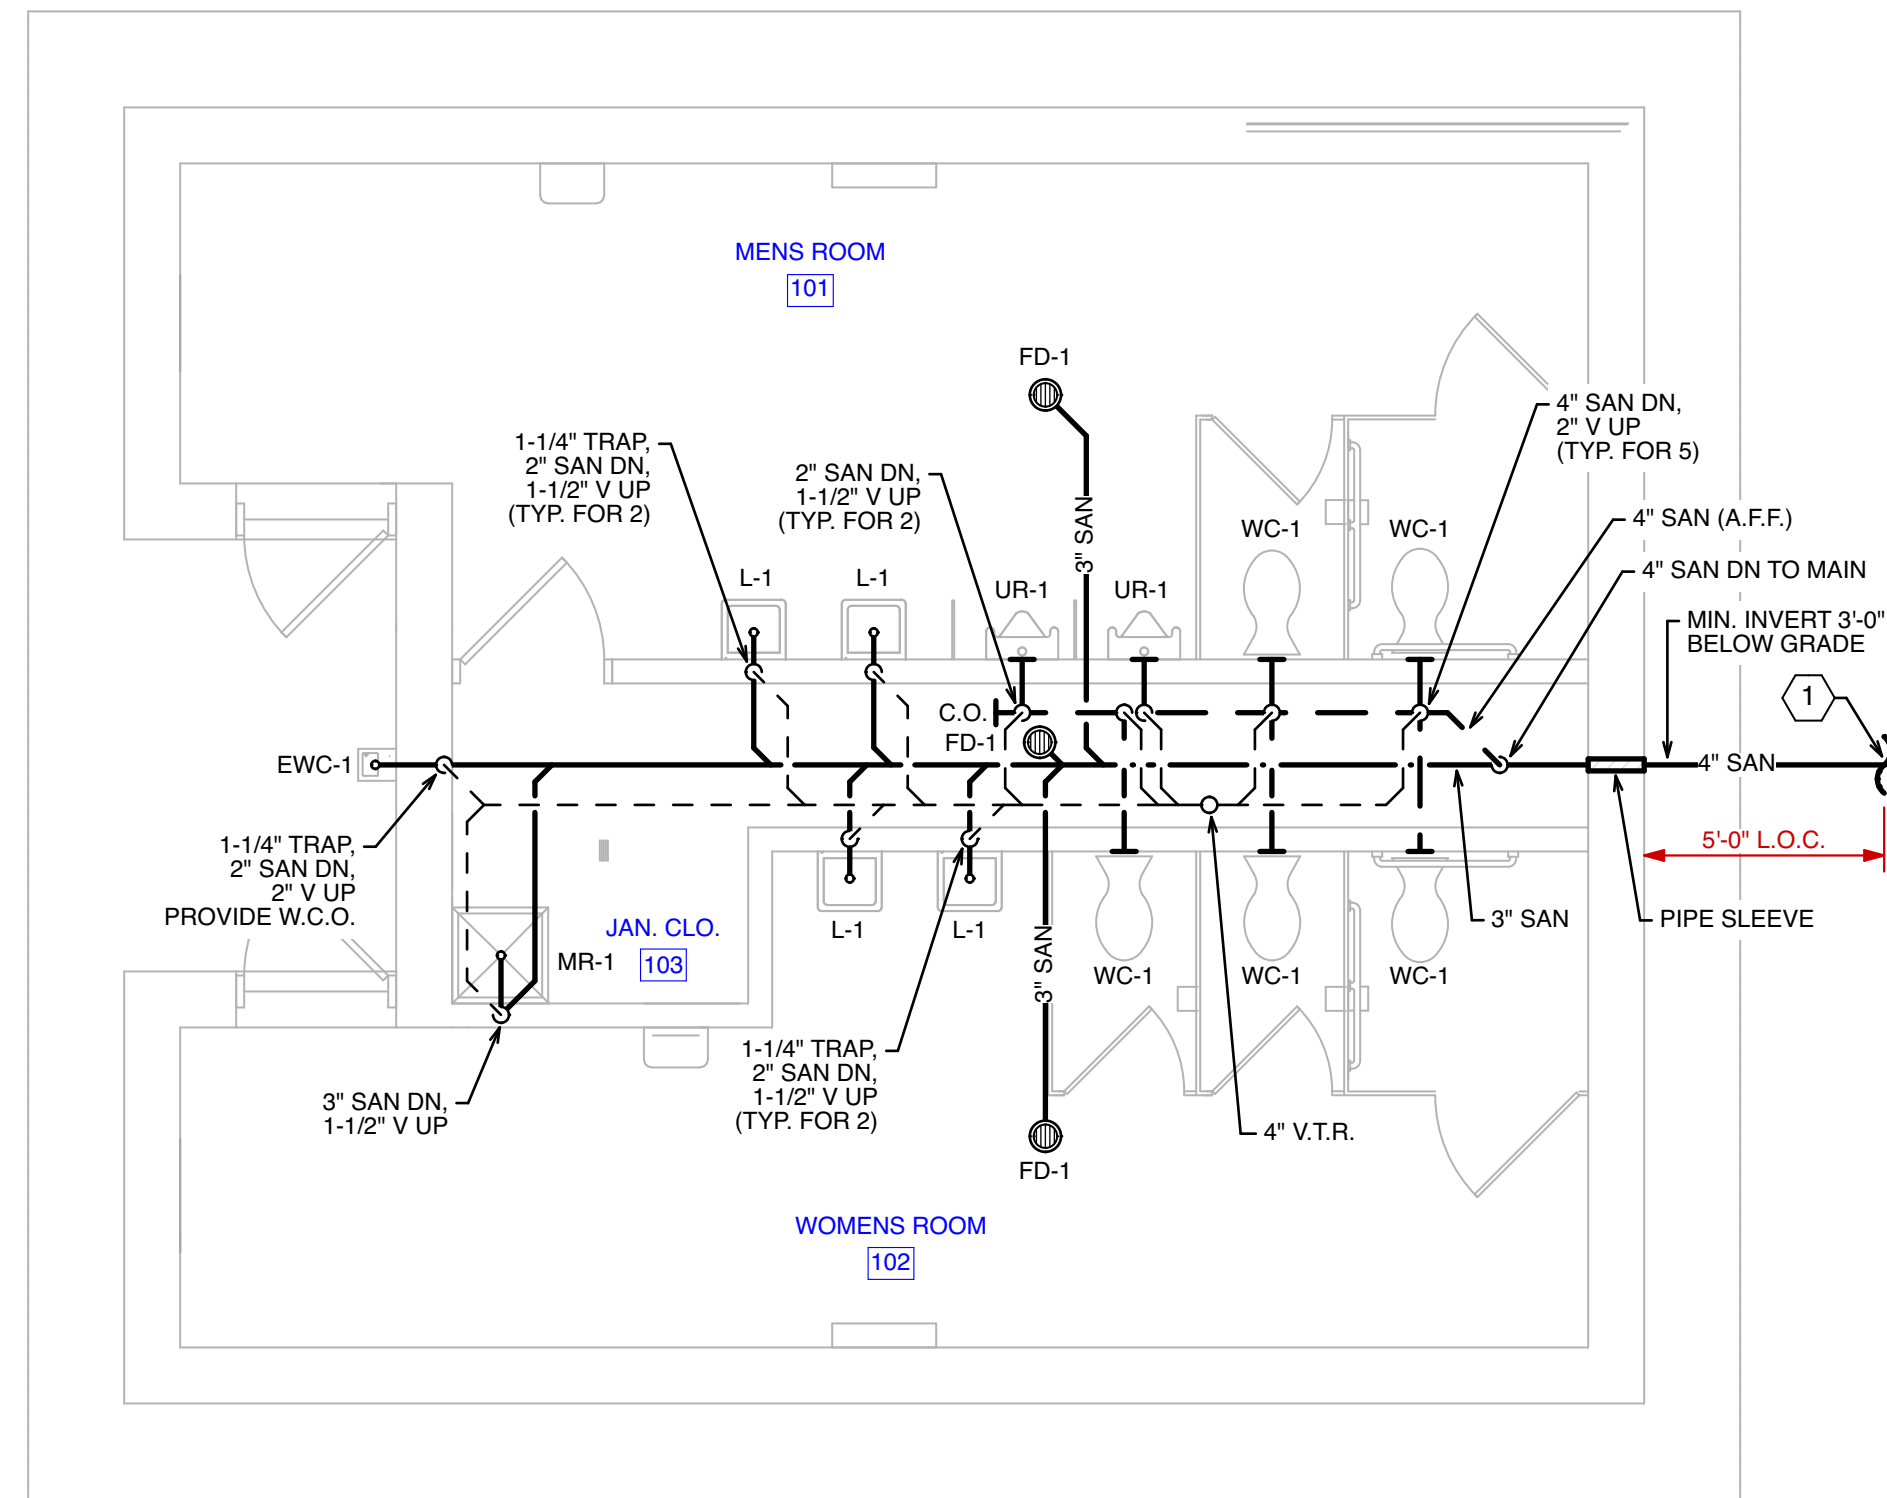 MENS ROOM
101
FD-1
1-1/4" TRAP,
2" SAN DN,
1-1/2" V UP
(TYP. FOR 2)
2" SAN DN,
1-1/2" V UP
(TYP. FOR 2)
3" SAN
4" SAN DN,
2" V UP
(TYP. FOR 5)
WC-1
WC-1
4" SAN (A.F.F.)
4" SAN DN TO MAIN
L-1
L-1
UR-1
UR-1
MIN. INVERT 3'-0"
BELOW GRADE
1
C.O.
FD-1
EWC-1
4" SAN
1-1/4" TRAP,
2" SAN DN,
2" V UP
PROVIDE W.C.O.
5'-0" L.O.C.
JAN. CLO.
103
MR-1
L-1
L-1
3" SAN
WC-1
WC-1
WC-1
3" SAN
PIPE SLEEVE
3" SAN DN,
1-1/2" V UP
1-1/4" TRAP,
2" SAN DN,
1-1/2" V UP
(TYP. FOR 2)
4" V.T.R.
FD-1
WOMENS ROOM
102